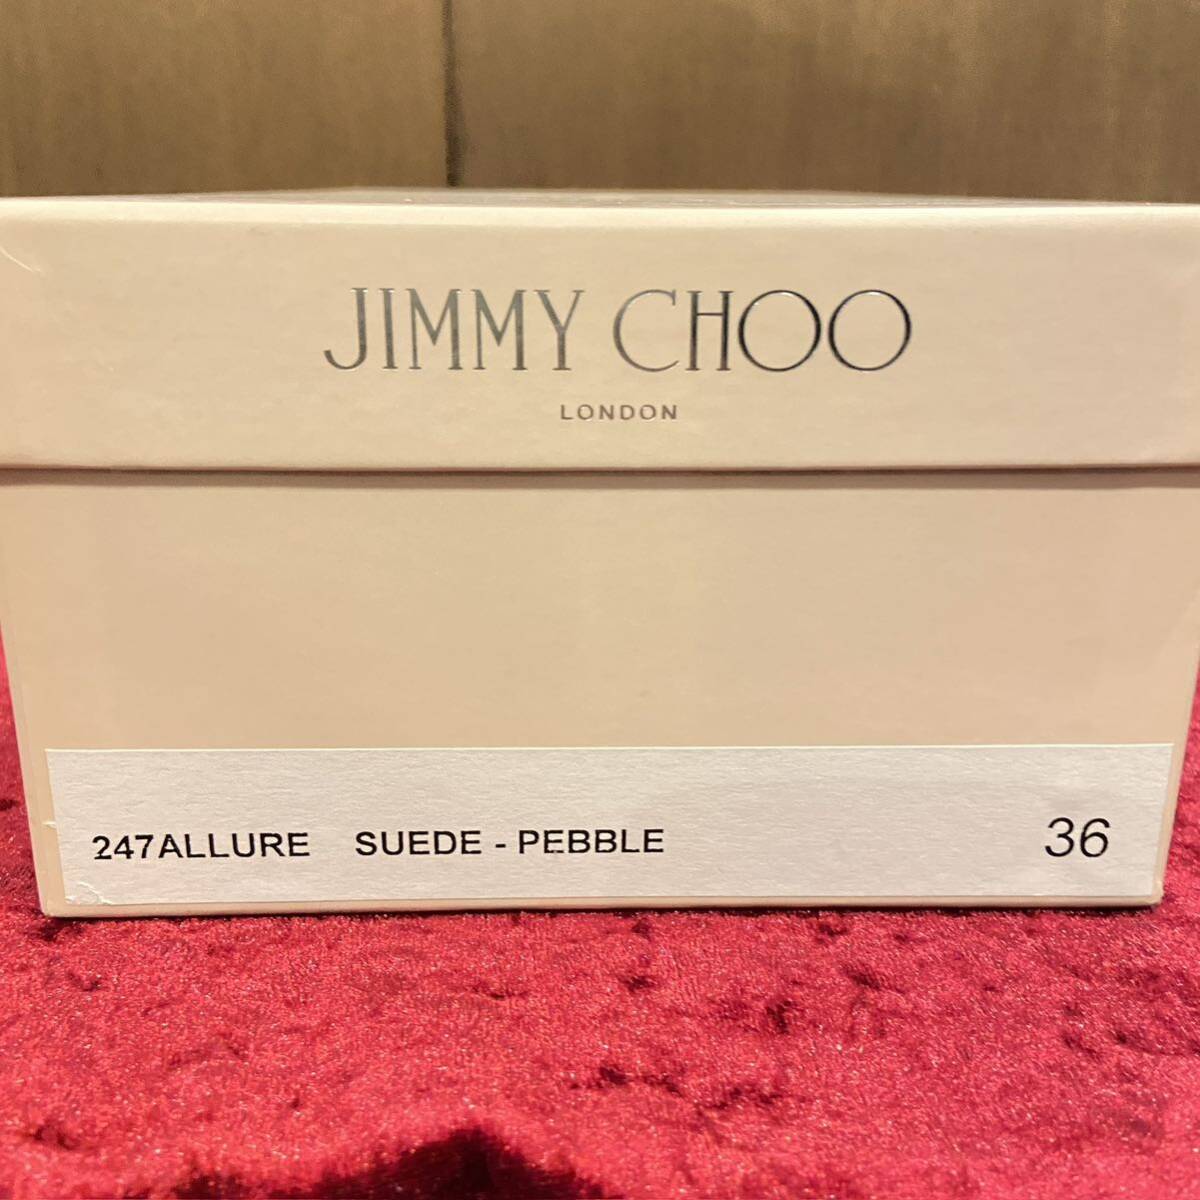 JIMMY CHOO
LONDON
247ALLURE SUEDE - PEBBLE 36